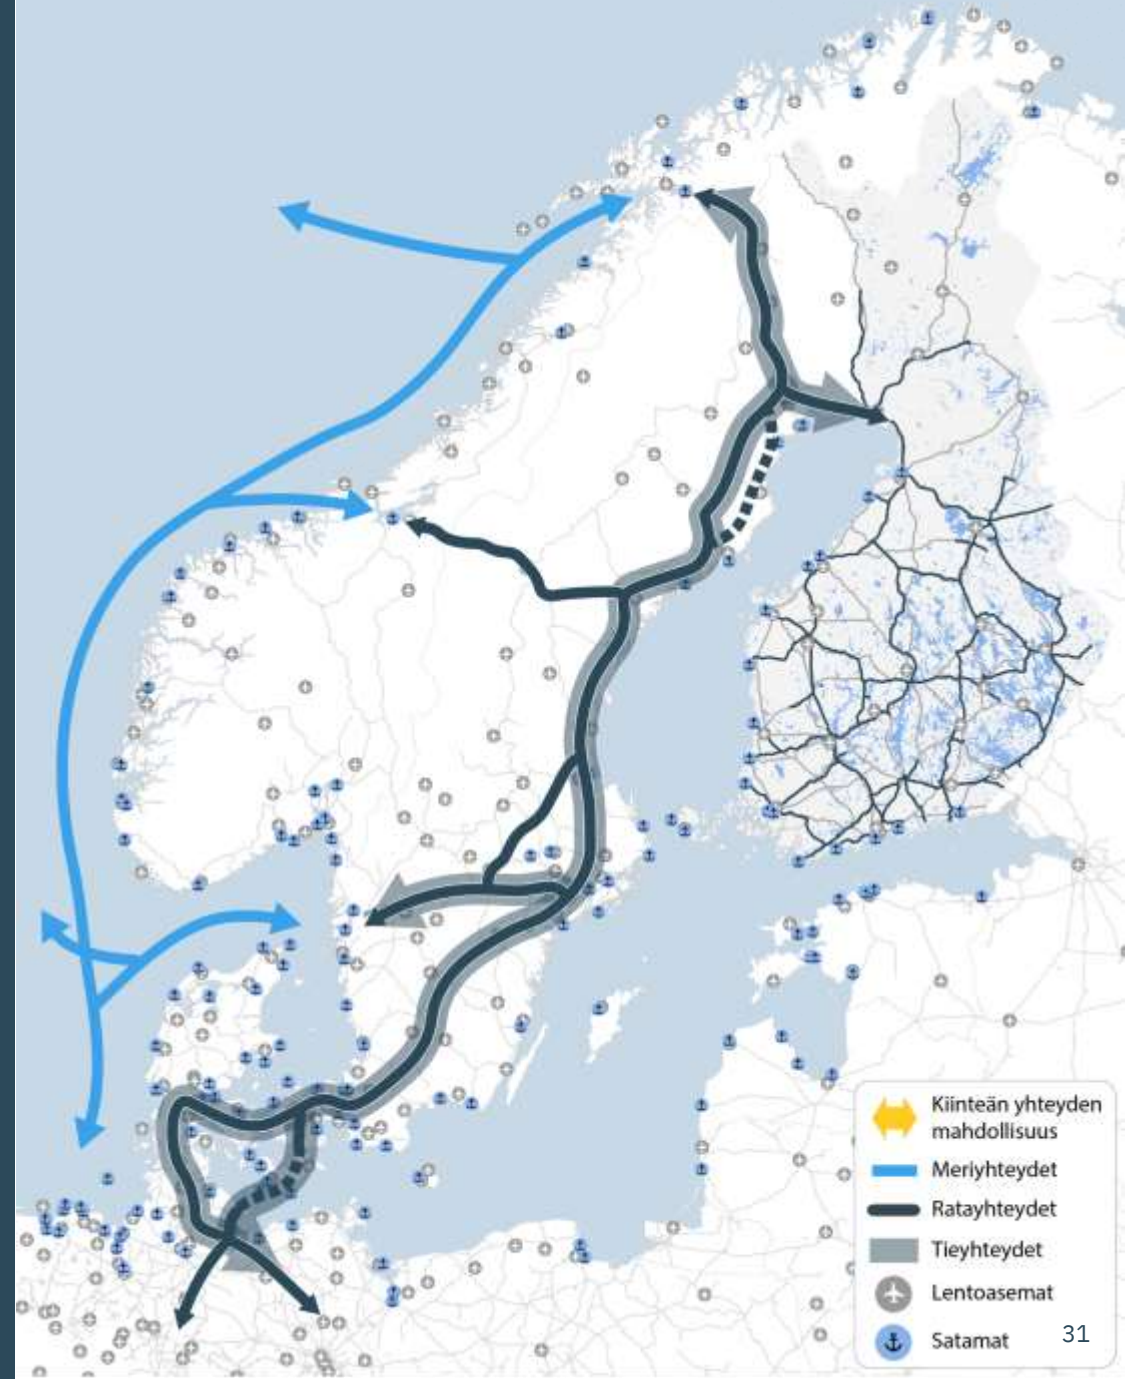 Kiinteän yhteyden
mahdollisuus
Meriyhteydet
Ratayhteydet
Tieyhteydet
Lentoasemat
Satamat
31